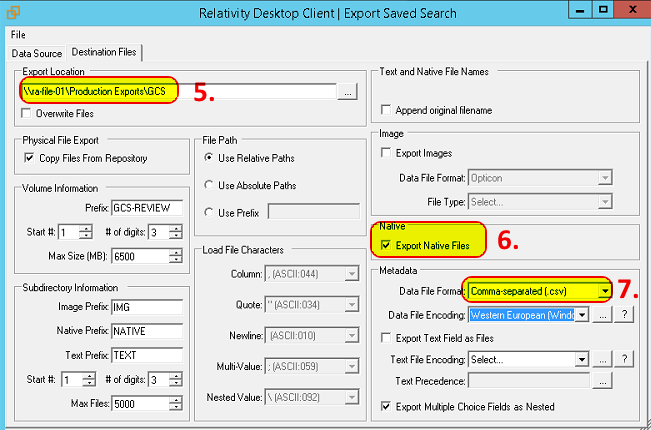 Relativity Desktop Client | Export Saved Search
File
Data Source Destination Files
Export Location
\\va-file-01\Production Exports\GCS ... 5.
Overwrite Files
Physical File Export
Copy Files From Repository
Volume Information
Prefix: GCS-REVIEW
Start #: 1 # of digits: 3
Max Size (MB): 6500
Subdirectory Information
Image Prefix: IMG
Native Prefix: NATIVE
Text Prefix: TEXT
Start #: 1 # of digits: 3
Max Files: 5000
File Path
Use Relative Paths
Use Absolute Paths
Use Prefix
Load File Characters
Column: , (ASCII:044)
Quote: " (ASCII:034)
Newline: (ASCII:010)
Multi-Value: ; (ASCII:059)
Nested Value: \ (ASCII:092)
Text and Native File Names
Append original filename
Image
Export Images
Data File Format: Opticon
File Type: Select...
Native
Export Native Files 6.
Metadata
Data File Format: Comma-separated (.csv) 7.
Data File Encoding: Western European (Windo ... ?
Export Text Field as Files
Text File Encoding: Select... ... ?
Text Precedence: ...
Export Multiple Choice Fields as Nested